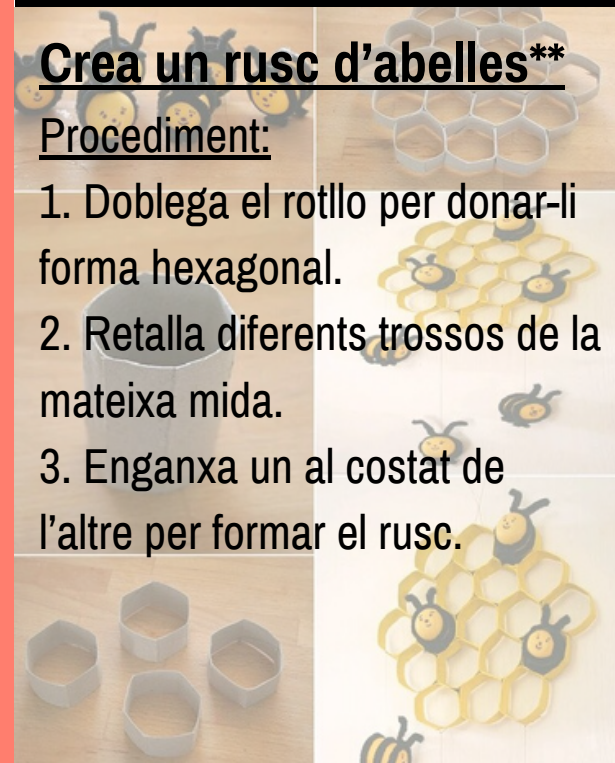 Crea un rusc d’abelles**
Procediment:
1. Doblega el rotllo per donar-li
forma hexagonal.
2. Retalla diferents trossos de la
mateixa mida.
3. Enganxa un al costat de
l’altre per formar el rusc.